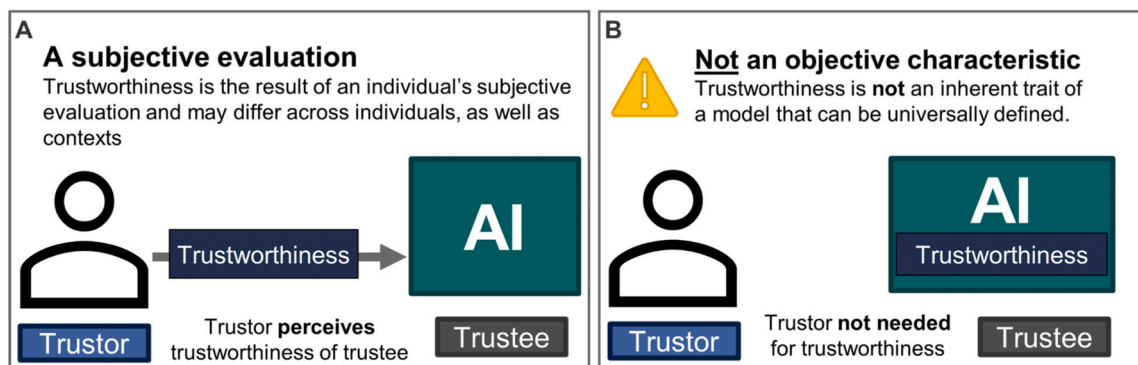 A
A subjective evaluation
Trustworthiness is the result of an individual's subjective
evaluation and may differ across individuals, as well as
contexts
AI
Trustworthiness
Trustor
Trustor perceives
trustworthiness of trustee
Trustee
B
Not an objective characteristic
Trustworthiness is not an inherent trait of
a model that can be universally defined.
AI
Trustworthiness
Trustor
Trustor not needed
for trustworthiness
Trustee